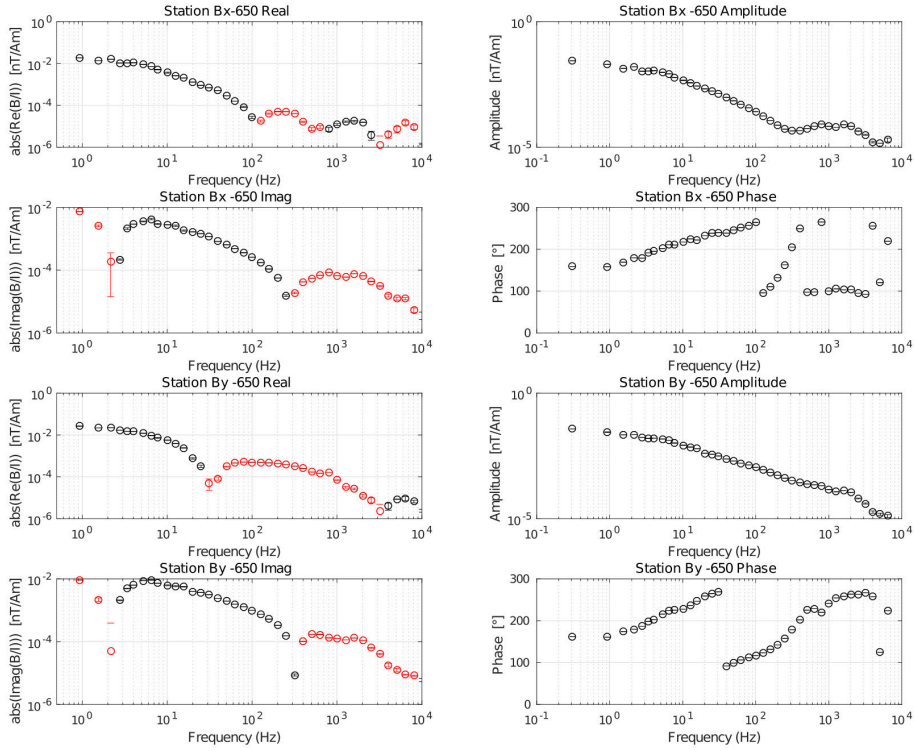 Station Bx-650 Real
10^0
10^-2
10^-4
10^-6
abs(Re(B/I)) [nT/Am]
10^0 10^1 10^2 10^3 10^4
Frequency (Hz)
Station Bx -650 Amplitude
10^0
10^-5
Amplitude [nT/Am]
10^-1 10^0 10^1 10^2 10^3 10^4
Frequency (Hz)
Station Bx -650 Imag
10^-2
10^-4
10^-6
abs(Imag(B/I))) [nT/Am]
10^0 10^1 10^2 10^3 10^4
Frequency (Hz)
Station Bx -650 Phase
300
200
100
0
Phase [°]
10^-1 10^0 10^1 10^2 10^3 10^4
Frequency (Hz)
Station By -650 Real
10^0
10^-2
10^-4
10^-6
abs(Re(B/I)) [nT/Am]
10^0 10^1 10^2 10^3 10^4
Frequency (Hz)
Station By -650 Amplitude
10^0
10^-5
Amplitude [nT/Am]
10^-1 10^0 10^1 10^2 10^3 10^4
Frequency (Hz)
Station By -650 Imag
10^-2
10^-4
10^-6
abs(Imag(B/I))) [nT/Am]
10^0 10^1 10^2 10^3 10^4
Frequency (Hz)
Station By -650 Phase
300
200
100
0
Phase [°]
10^-1 10^0 10^1 10^2 10^3 10^4
Frequency (Hz)